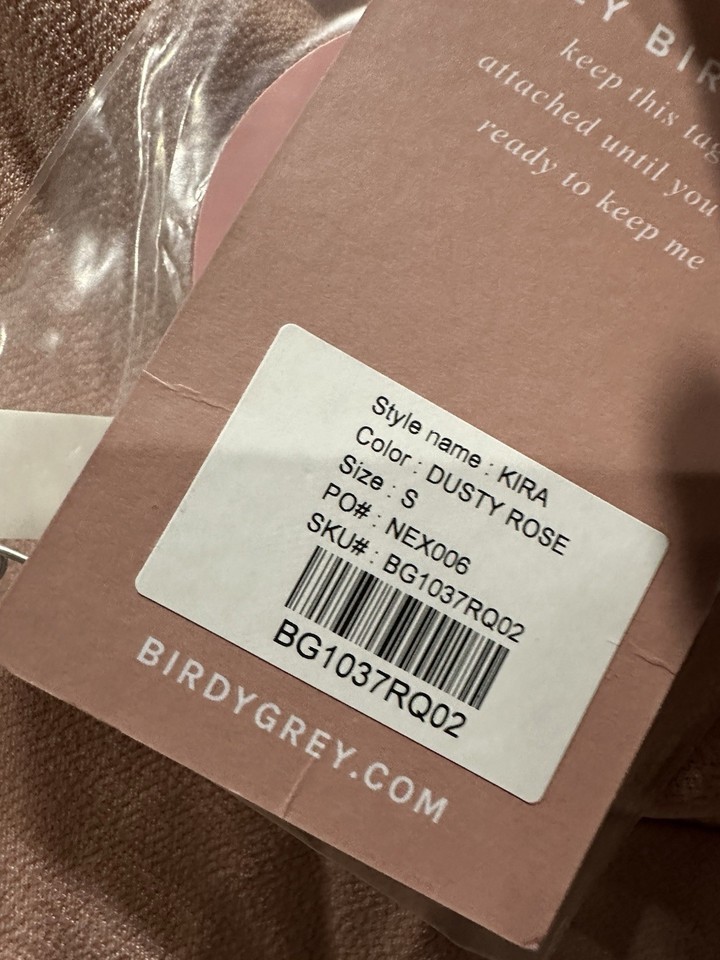 keep this tag
attached until you
ready to keep me
Style name : KIRA
Color : DUSTY ROSE
Size : S
PO# : NEX006
SKU# : BG1037RQ02
BG1037RQ02
BIRDYGREY.COM